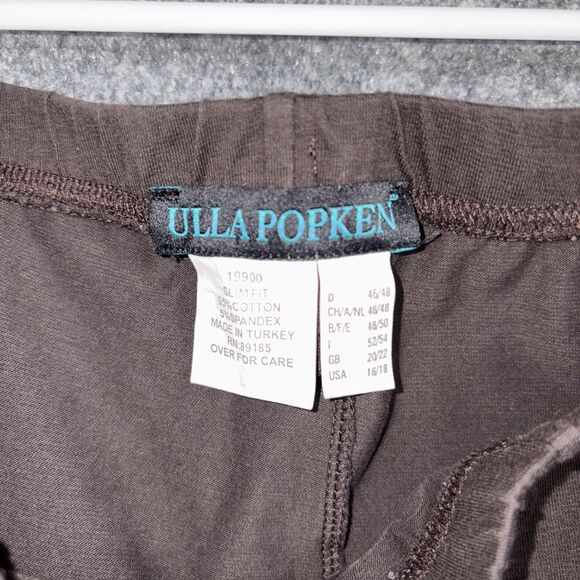 ULLA POPKEN
19900
SLIM FIT
95%COTTON
5%SPANDEX
MADE IN TURKEY
RN:89165
OVER FOR CARE
D 46/48
CH/A/NL 46/48
B/F/E 48/50
I 52/54
GB 20/22
USA 16/18